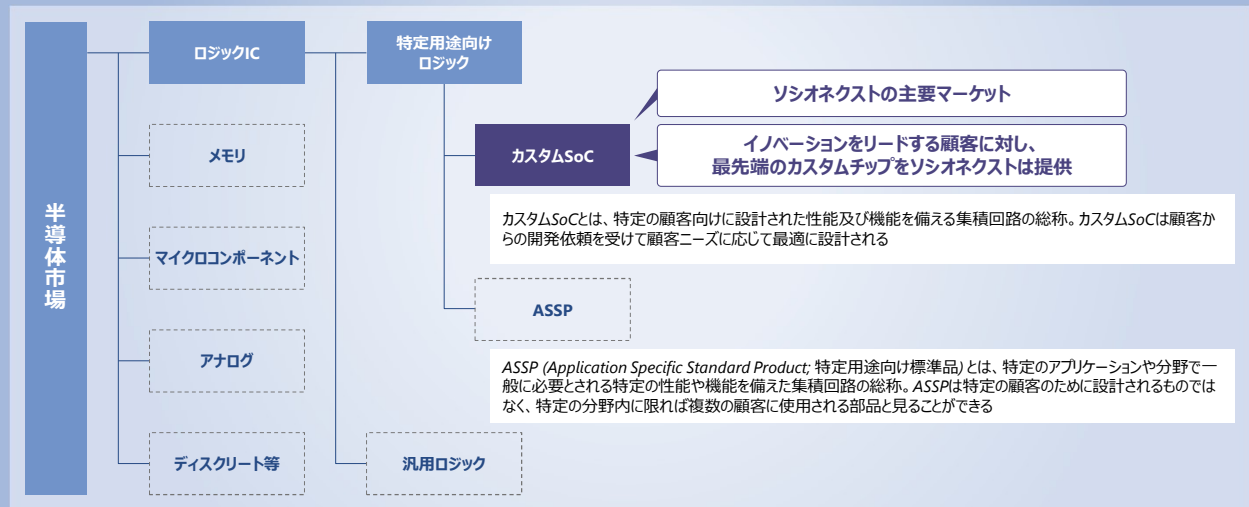 半導体市場
ロジックIC
メモリ
マイクロコンポーネント
アナログ
ディスクリート等
特定用途向け
ロジック
汎用ロジック
カスタムSoC
ソシオネクストの主要マーケット
イノベーションをリードする顧客に対し、
最先端のカスタムチップをソシオネクストは提供
カスタムSoCとは、特定の顧客向けに設計された性能及び機能を備える集積回路の総称。カスタムSoCは顧客か
らの開発依頼を受けて顧客ニーズに応じて最適に設計される
ASSP
ASSP (Application Specific Standard Product; 特定用途向け標準品) とは、特定のアプリケーションや分野で一
般に必要とされる特定の性能や機能を備えた集積回路の総称。ASSPは特定の顧客のために設計されるものでは
なく、特定の分野内に限れば複数の顧客に使用される部品と見ることができる